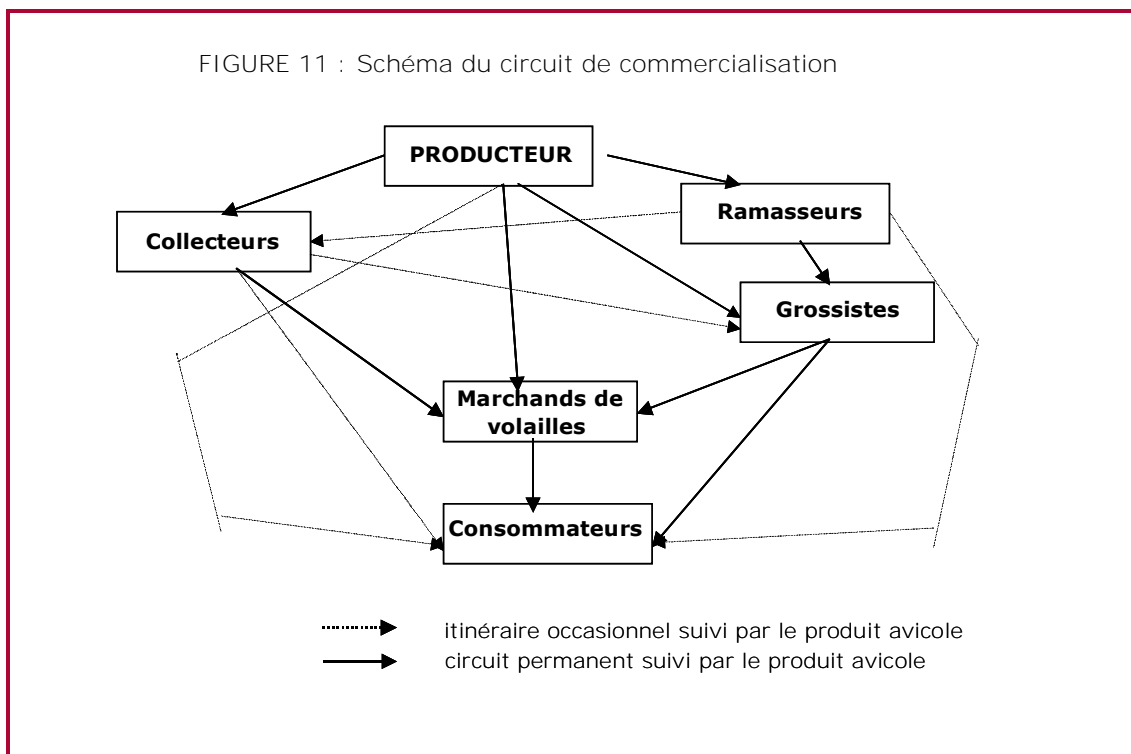 FIGURE 11 : Schéma du circuit de commercialisation
PRODUCTEUR
Ramasseurs
Collecteurs
Grossistes
Marchands de
volailles
Consommateurs
itinéraire occasionnel suivi par le produit avicole
circuit permanent suivi par le produit avicole